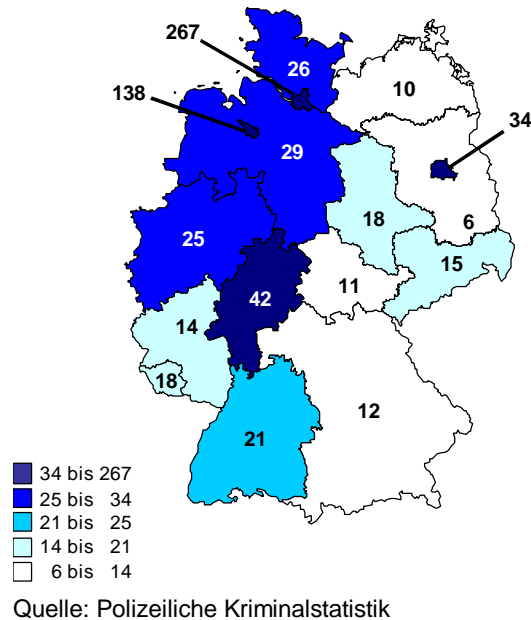 267
26
10
138
34
29
18
6
25
15
42
11
14
18
12
21
34 bis 267
25 bis 34
21 bis 25
14 bis 21
6 bis 14
Quelle: Polizeiliche Kriminalstatistik